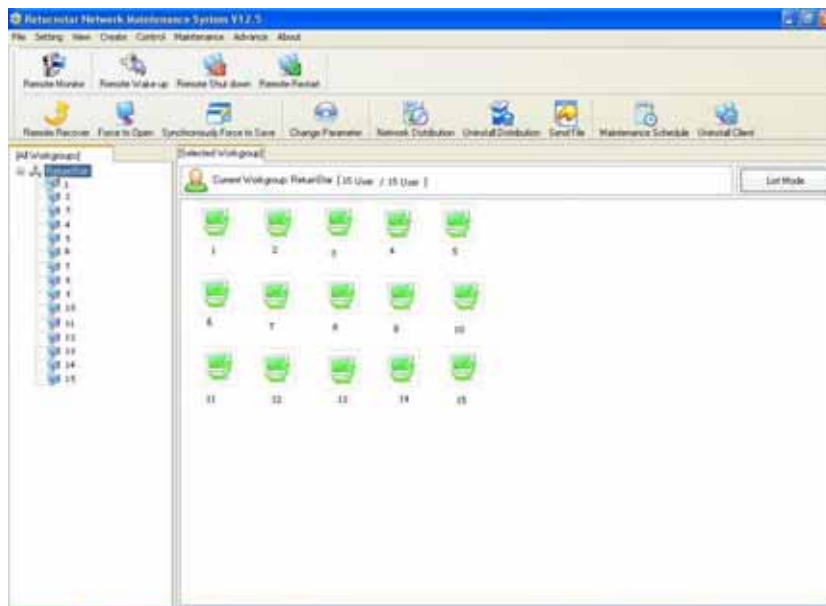 Returnstar Network Maintenance System V12.5
File Setting View Create Control Maintenance Advance About
Remote Monitor Remote Wake up Remote Shut down Remote Restart
Remote Recover Force to Open Synchronously Force to Save Change Parameter Network Distribution Uninstall Distribution Send File Maintenance Schedule Uninstall Client
[All Workgroups]
ReturnStar
1
2
3
4
5
6
7
8
9
10
11
12
13
14
15
[Selected Workgroup]
Current Workgroup: ReturnStar [ 15 User / 15 User ]
List Mode
1 2 3 4 5
6 7 8 9 10
11 12 13 14 15